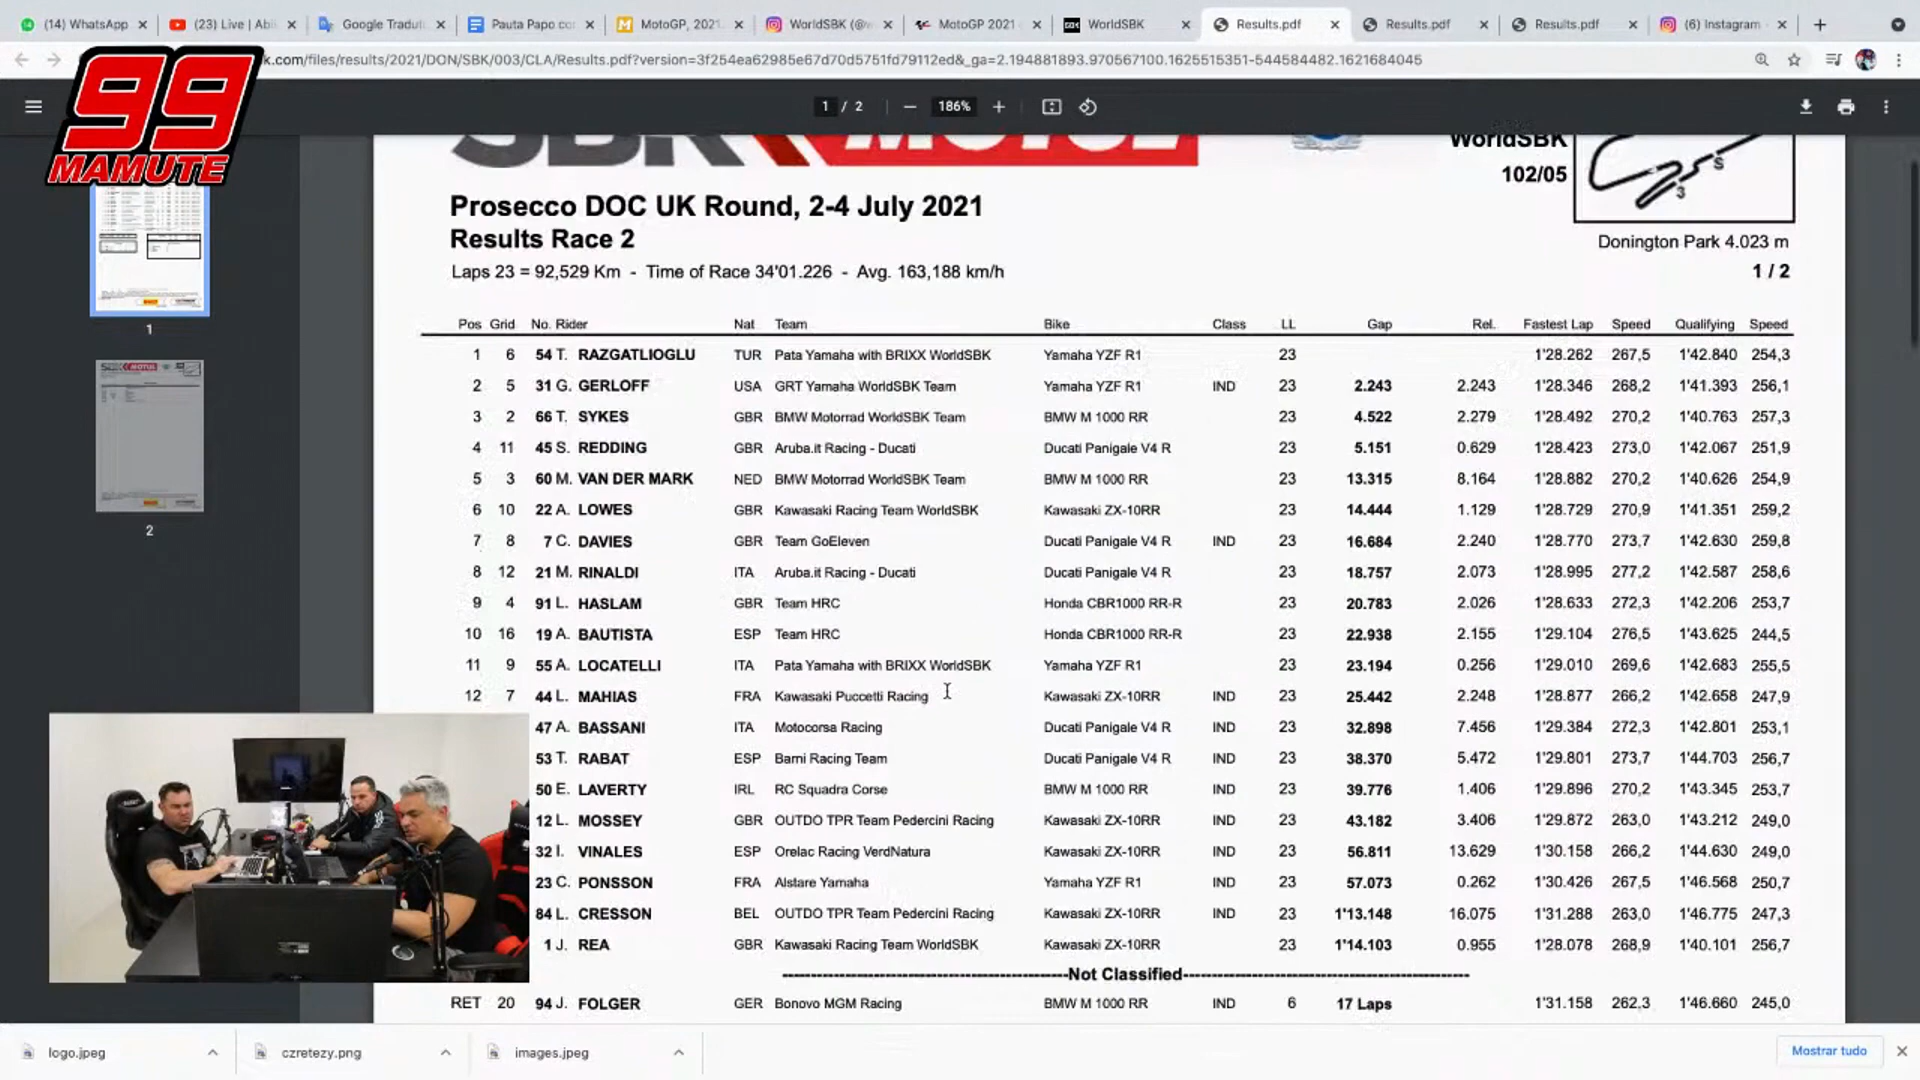 (14) WhatsApp
(23) Live | Abi
Google Tradut
Pauta Papo co
MotoGP, 2021
WorldSBK (@w
MotoGP 2021
WorldSBK
Results.pdf
Results.pdf
Results.pdf
(6) Instagram
k.com/files/results/2021/DON/SBK/003/CLA/Results.pdf?version=3f254ea62985e67d70d5751fd79112ed&_ga=2.194881893.970567100.1625515351-544584482.1621684045
99
MAMUTE
1 / 2
186%
SBK MOTUL
WorldSBK
102/05
S
3
Prosecco DOC UK Round, 2-4 July 2021
Results Race 2
Donington Park 4.023 m
Laps 23 = 92,529 Km - Time of Race 34'01.226 - Avg. 163,188 km/h
1 / 2
Pos Grid No. Rider Nat Team Bike Class LL Gap Rel. Fastest Lap Speed Qualifying Speed
1 6 54 T. RAZGATLIOGLU TUR Pata Yamaha with BRIXX WorldSBK Yamaha YZF R1 23 1'28.262 267,5 1'42.840 254,3
2 5 31 G. GERLOFF USA GRT Yamaha WorldSBK Team Yamaha YZF R1 IND 23 2.243 2.243 1'28.346 268,2 1'41.393 256,1
3 2 66 T. SYKES GBR BMW Motorrad WorldSBK Team BMW M 1000 RR 23 4.522 2.279 1'28.492 270,2 1'40.763 257,3
4 11 45 S. REDDING GBR Aruba.it Racing - Ducati Ducati Panigale V4 R 23 5.151 0.629 1'28.423 273,0 1'42.067 251,9
5 3 60 M. VAN DER MARK NED BMW Motorrad WorldSBK Team BMW M 1000 RR 23 13.315 8.164 1'28.882 270,2 1'40.626 254,9
6 10 22 A. LOWES GBR Kawasaki Racing Team WorldSBK Kawasaki ZX-10RR 23 14.444 1.129 1'28.729 270,9 1'41.351 259,2
7 8 7 C. DAVIES GBR Team GoEleven Ducati Panigale V4 R IND 23 16.684 2.240 1'28.770 273,7 1'42.630 259,8
8 12 21 M. RINALDI ITA Aruba.it Racing - Ducati Ducati Panigale V4 R 23 18.757 2.073 1'28.995 277,2 1'42.587 258,6
9 4 91 L. HASLAM GBR Team HRC Honda CBR1000 RR-R 23 20.783 2.026 1'28.633 272,3 1'42.206 253,7
10 16 19 A. BAUTISTA ESP Team HRC Honda CBR1000 RR-R 23 22.938 2.155 1'29.104 276,5 1'43.625 244,5
11 9 55 A. LOCATELLI ITA Pata Yamaha with BRIXX WorldSBK Yamaha YZF R1 23 23.194 0.256 1'29.010 269,6 1'42.683 255,5
12 7 44 L. MAHIAS FRA Kawasaki Puccetti Racing Kawasaki ZX-10RR IND 23 25.442 2.248 1'28.877 266,2 1'42.658 247,9
47 A. BASSANI ITA Motocorsa Racing Ducati Panigale V4 R IND 23 32.898 7.456 1'29.384 272,3 1'42.801 253,1
53 T. RABAT ESP Barni Racing Team Ducati Panigale V4 R IND 23 38.370 5.472 1'29.801 273,7 1'44.703 256,7
50 E. LAVERTY IRL RC Squadra Corse BMW M 1000 RR IND 23 39.776 1.406 1'29.896 270,2 1'43.345 253,7
12 L. MOSSEY GBR OUTDO TPR Team Pedercini Racing Kawasaki ZX-10RR IND 23 43.182 3.406 1'29.872 263,0 1'43.212 249,0
32 I. VINALES ESP Orelac Racing VerdNatura Kawasaki ZX-10RR IND 23 56.811 13.629 1'30.158 266,2 1'44.630 249,0
23 C. PONSSON FRA Alstare Yamaha Yamaha YZF R1 IND 23 57.073 0.262 1'30.426 267,5 1'46.568 250,7
84 L. CRESSON BEL OUTDO TPR Team Pedercini Racing Kawasaki ZX-10RR IND 23 1'13.148 16.075 1'31.288 263,0 1'46.775 247,3
1 J. REA GBR Kawasaki Racing Team WorldSBK Kawasaki ZX-10RR 23 1'14.103 0.955 1'28.078 268,9 1'40.101 256,7
Not Classified
RET 20 94 J. FOLGER GER Bonovo MGM Racing BMW M 1000 RR IND 6 17 Laps 1'31.158 262,3 1'46.660 245,0
1
2
logo.jpeg
czretezy.png
images.jpeg
Mostrar tudo